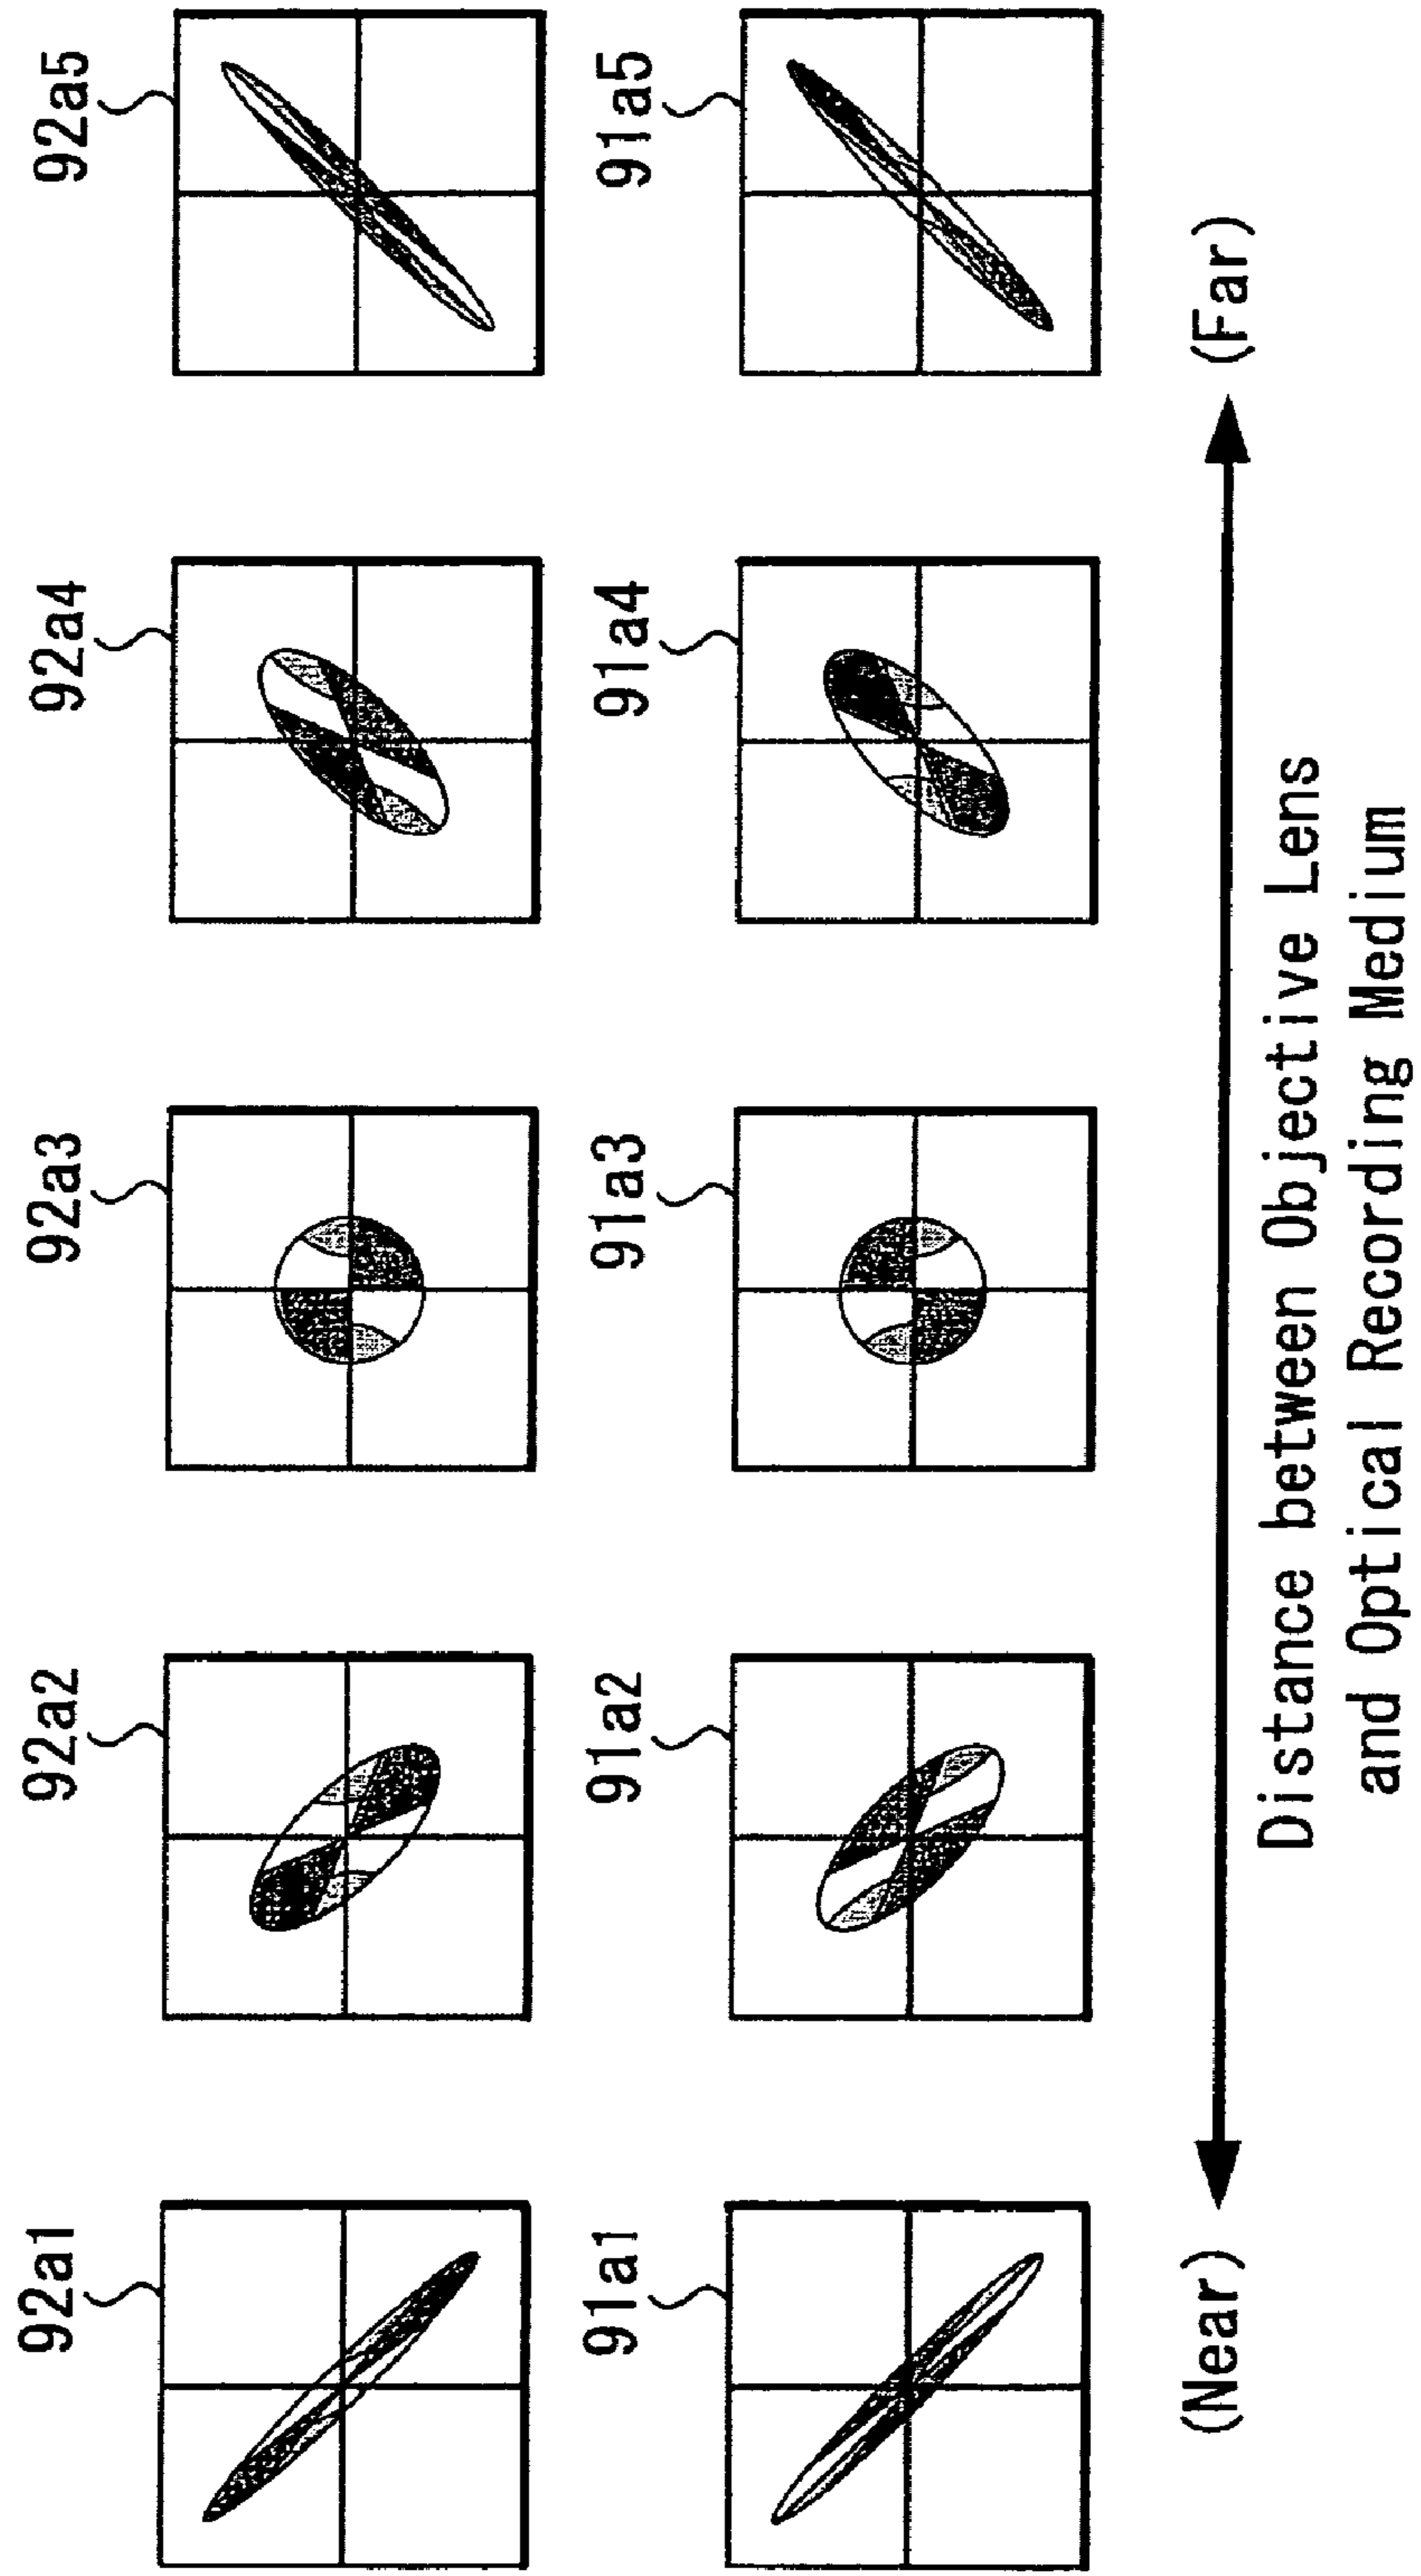 92a1
92a2
92a3
92a4
92a5
91a1
91a2
91a3
91a4
91a5
(Near)
(Far)
Distance between Objective Lens
and Optical Recording Medium